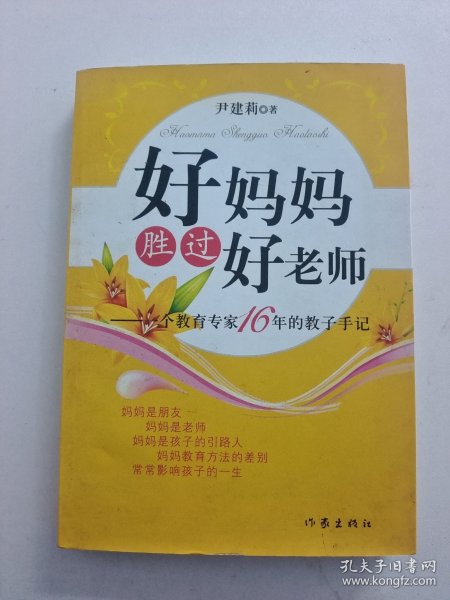 尹建莉◎著
Haomama Shengguo Haolaoshi
好妈妈
胜过
好老师
——一个教育专家16年的教子手记
妈妈是朋友
妈妈是老师
妈妈是孩子的引路人
妈妈教育方法的差别
常常影响孩子的一生
作家出版社
孔夫子旧书网
www.kongfz.com